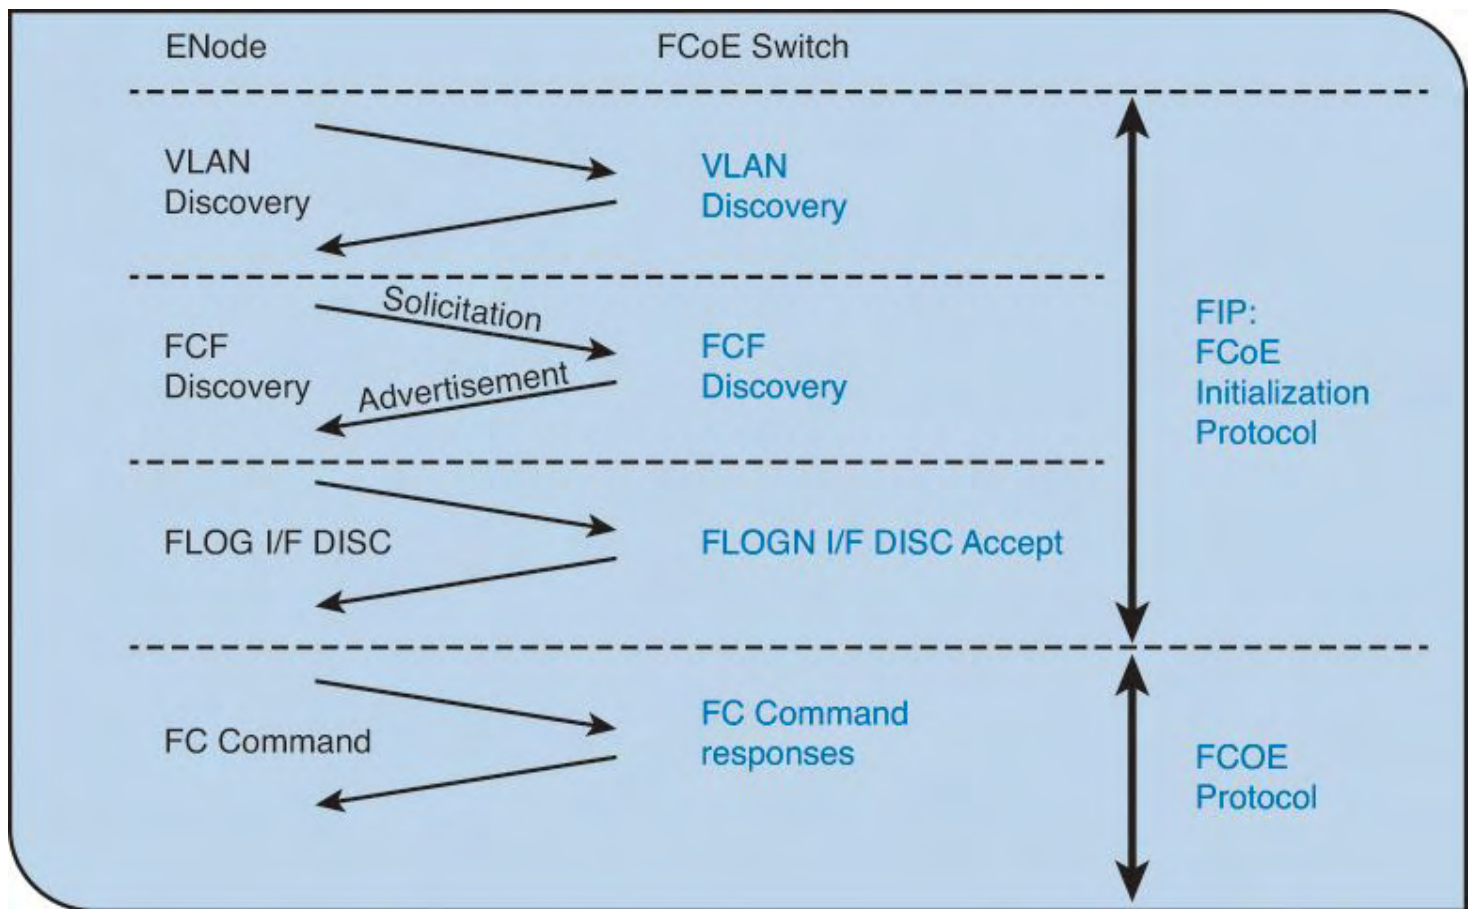 ENode
FCoE Switch
VLAN
Discovery
VLAN
Discovery
Solicitation
FCF
Discovery
Advertisement
FCF
Discovery
FIP:
FCoE
Initialization
Protocol
FLOG I/F DISC
FLOGN I/F DISC Accept
FC Command
FC Command
responses
FCOE
Protocol